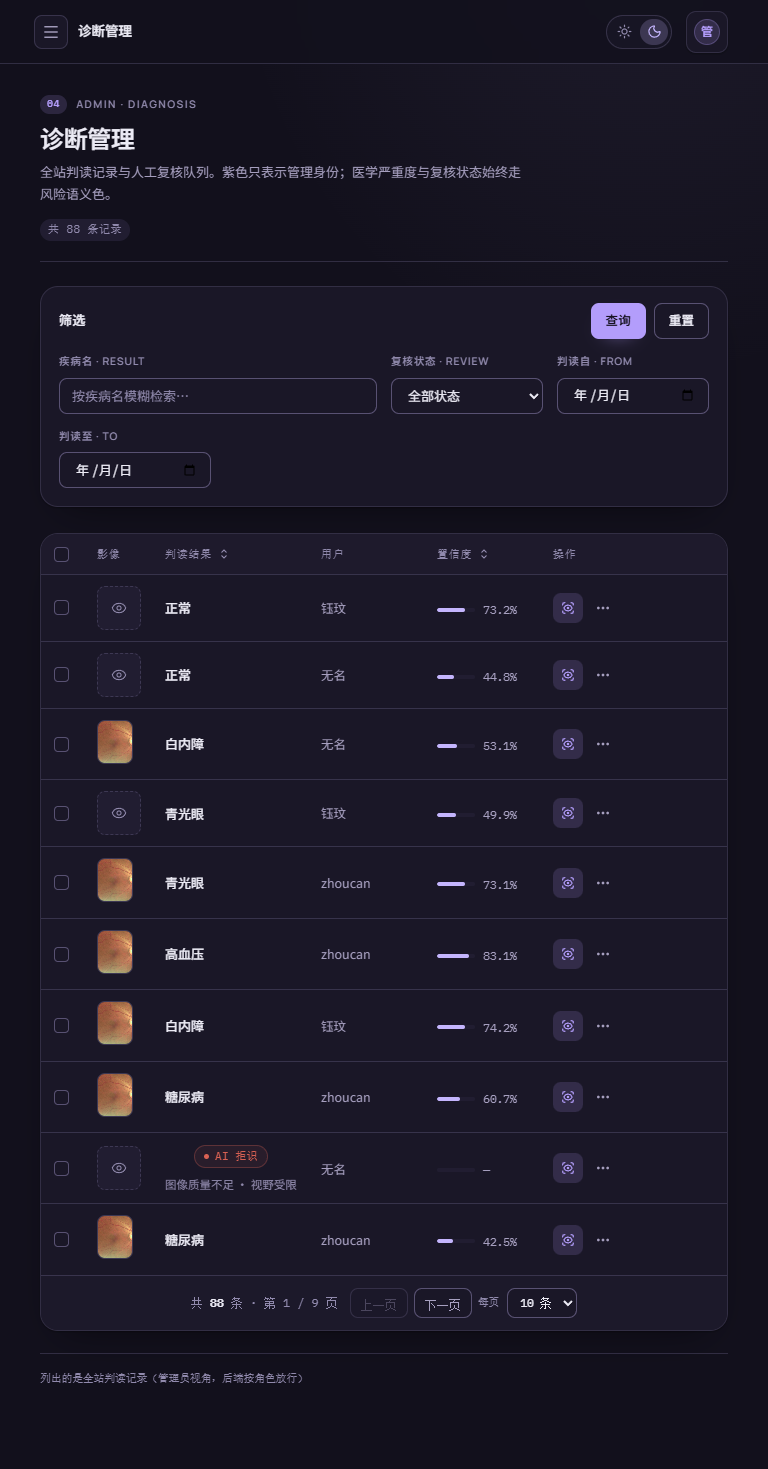 诊断管理
管
04 ADMIN · DIAGNOSIS
诊断管理
全站判读记录与人工复核队列。紫色只表示管理身份；医学严重度与复核状态始终走
风险语义色。
共 88 条记录
筛选
查询 重置
疾病名 · RESULT 复核状态 · REVIEW 判读自 · FROM
按疾病名模糊检索… 全部状态 年 /月/日
判读至 · TO
年 /月/日
影像 判读结果 用户 置信度 操作
正常 钰玟 73.2%
正常 无名 44.8%
白内障 无名 53.1%
青光眼 钰玟 49.9%
青光眼 zhoucan 73.1%
高血压 zhoucan 83.1%
白内障 钰玟 74.2%
糖尿病 zhoucan 60.7%
AI 拒识
图像质量不足 · 视野受限 无名 —
糖尿病 zhoucan 42.5%
共 88 条 · 第 1 / 9 页 上一页 下一页 每页 10 条
列出的是全站判读记录（管理员视角，后端按角色放行）